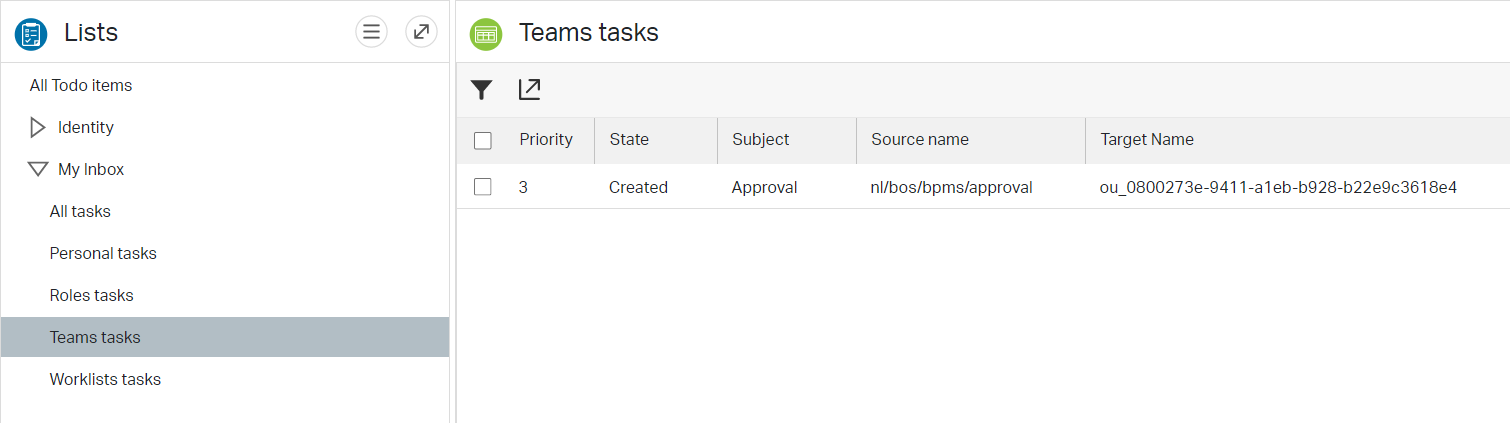 Lists
All Todo items
Identity
My Inbox
All tasks
Personal tasks
Roles tasks
Teams tasks
Worklists tasks
Teams tasks
Priority State Subject Source name Target Name
3 Created Approval nl/bos/bpms/approval ou_0800273e-9411-a1eb-b928-b22e9c3618e4